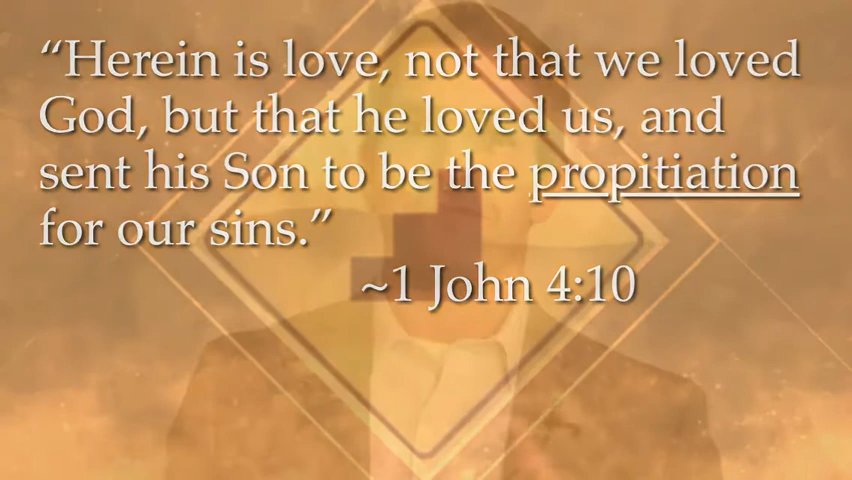 “Herein is love, not that we loved
God, but that he loved us, and
sent his Son to be the propitiation
for our sins.”
~1 John 4:10